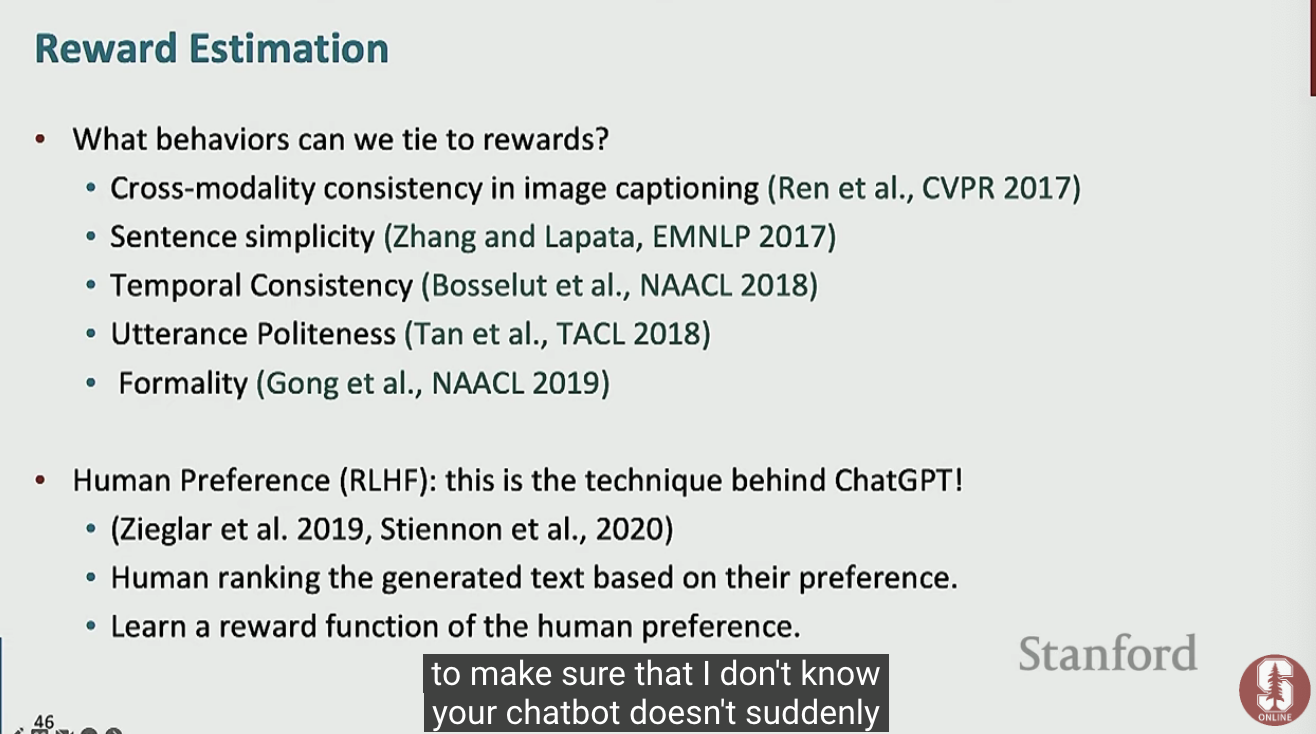 Reward Estimation
• What behaviors can we tie to rewards?
• Cross-modality consistency in image captioning (Ren et al., CVPR 2017)
• Sentence simplicity (Zhang and Lapata, EMNLP 2017)
• Temporal Consistency (Bosselut et al., NAACL 2018)
• Utterance Politeness (Tan et al., TACL 2018)
• Formality (Gong et al., NAACL 2019)
• Human Preference (RLHF): this is the technique behind ChatGPT!
• (Zieglar et al. 2019, Stiennon et al., 2020)
• Human ranking the generated text based on their preference.
• Learn a reward function of the human preference.
Stanford
to make sure that I don't know
your chatbot doesn't suddenly
S
ONLINE
46